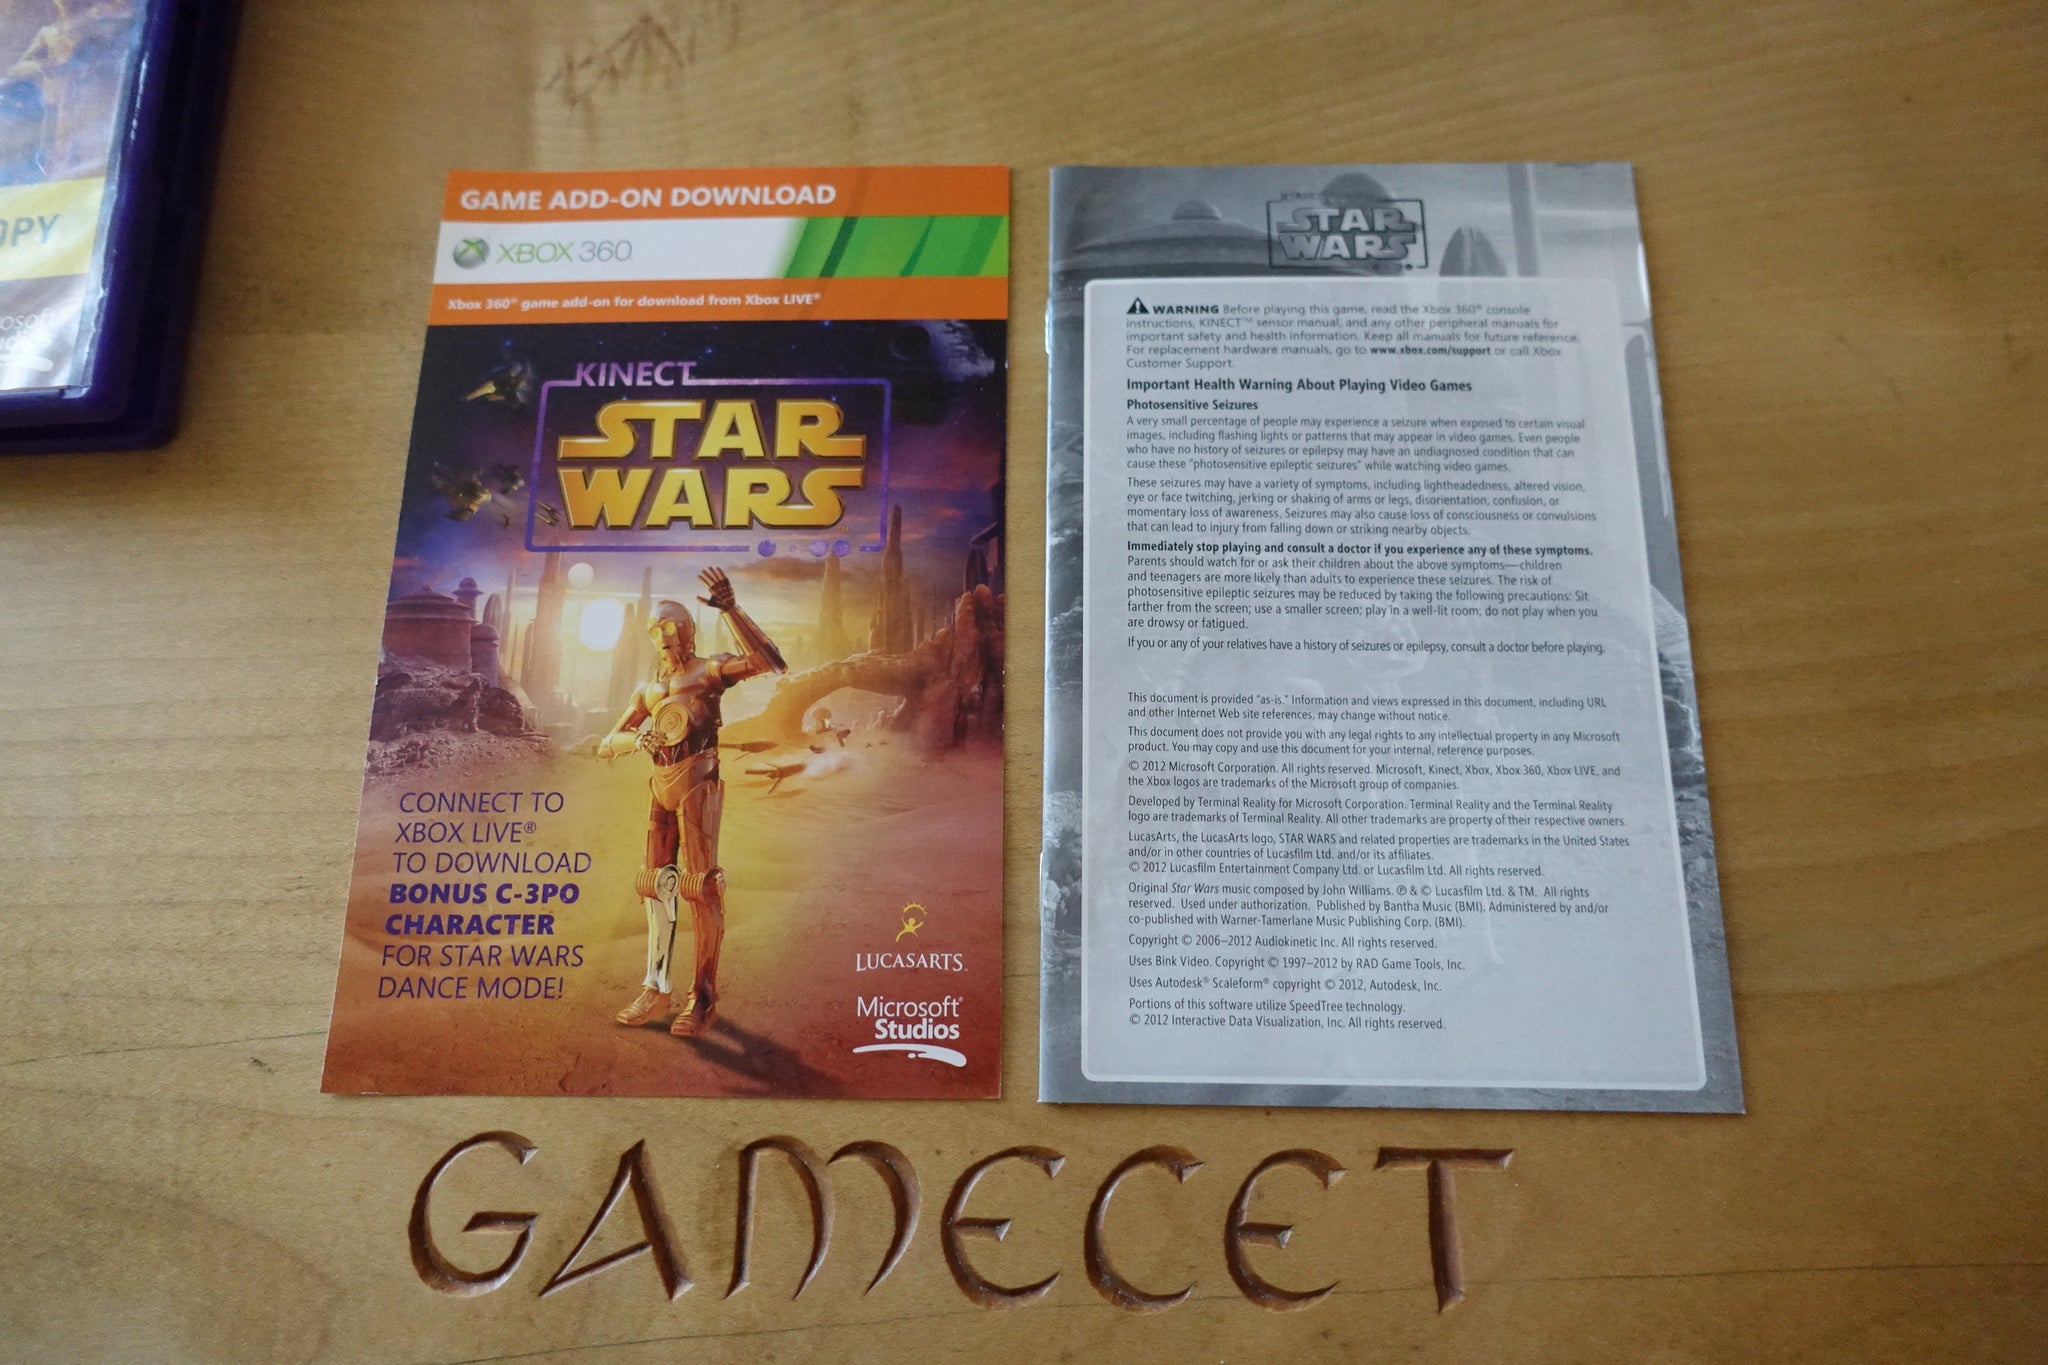 OPY
GAME ADD-ON DOWNLOAD
XBOX 360
Xbox 360® game add-on for download from Xbox LIVE®
KINECT
STAR
WARS
CONNECT TO
XBOX LIVE®
TO DOWNLOAD
BONUS C-3PO
CHARACTER
FOR STAR WARS
DANCE MODE!
LUCASARTS
Microsoft®
Studios
KINECT
STAR
WARS
WARNING Before playing this game, read the Xbox 360® console
instructions, KINECT™ sensor manual, and any other peripheral manuals for
important safety and health information. Keep all manuals for future reference.
For replacement hardware manuals, go to www.xbox.com/support or call Xbox
Customer Support.
Important Health Warning About Playing Video Games
Photosensitive Seizures
A very small percentage of people may experience a seizure when exposed to certain visual
images, including flashing lights or patterns that may appear in video games. Even people
who have no history of seizures or epilepsy may have an undiagnosed condition that can
cause these "photosensitive epileptic seizures" while watching video games.
These seizures may have a variety of symptoms, including lightheadedness, altered vision,
eye or face twitching, jerking or shaking of arms or legs, disorientation, confusion, or
momentary loss of awareness. Seizures may also cause loss of consciousness or convulsions
that can lead to injury from falling down or striking nearby objects.
Immediately stop playing and consult a doctor if you experience any of these symptoms.
Parents should watch for or ask their children about the above symptoms—children
and teenagers are more likely than adults to experience these seizures. The risk of
photosensitive epileptic seizures may be reduced by taking the following precautions: Sit
farther from the screen; use a smaller screen; play in a well-lit room; do not play when you
are drowsy or fatigued.
If you or any of your relatives have a history of seizures or epilepsy, consult a doctor before playing.
This document is provided "as-is." Information and views expressed in this document, including URL
and other Internet Web site references, may change without notice.
This document does not provide you with any legal rights to any intellectual property in any Microsoft
product. You may copy and use this document for your internal, reference purposes.
© 2012 Microsoft Corporation. All rights reserved. Microsoft, Kinect, Xbox, Xbox 360, Xbox LIVE, and
the Xbox logos are trademarks of the Microsoft group of companies.
Developed by Terminal Reality for Microsoft Corporation. Terminal Reality and the Terminal Reality
logo are trademarks of Terminal Reality. All other trademarks are property of their respective owners.
LucasArts, the LucasArts logo, STAR WARS and related properties are trademarks in the United States
and/or in other countries of Lucasfilm Ltd. and/or its affiliates.
© 2012 Lucasfilm Entertainment Company Ltd. or Lucasfilm Ltd. All rights reserved.
Original Star Wars music composed by John Williams. ℗ & © Lucasfilm Ltd. & TM. All rights
reserved. Used under authorization. Published by Bantha Music (BMI). Administered by and/or
co-published with Warner-Tamerlane Music Publishing Corp. (BMI).
Copyright © 2006–2012 Audiokinetic Inc. All rights reserved.
Uses Bink Video. Copyright © 1997–2012 by RAD Game Tools, Inc.
Uses Autodesk® Scaleform® copyright © 2012, Autodesk, Inc.
Portions of this software utilize SpeedTree technology.
© 2012 Interactive Data Visualization, Inc. All rights reserved.
GAMECET